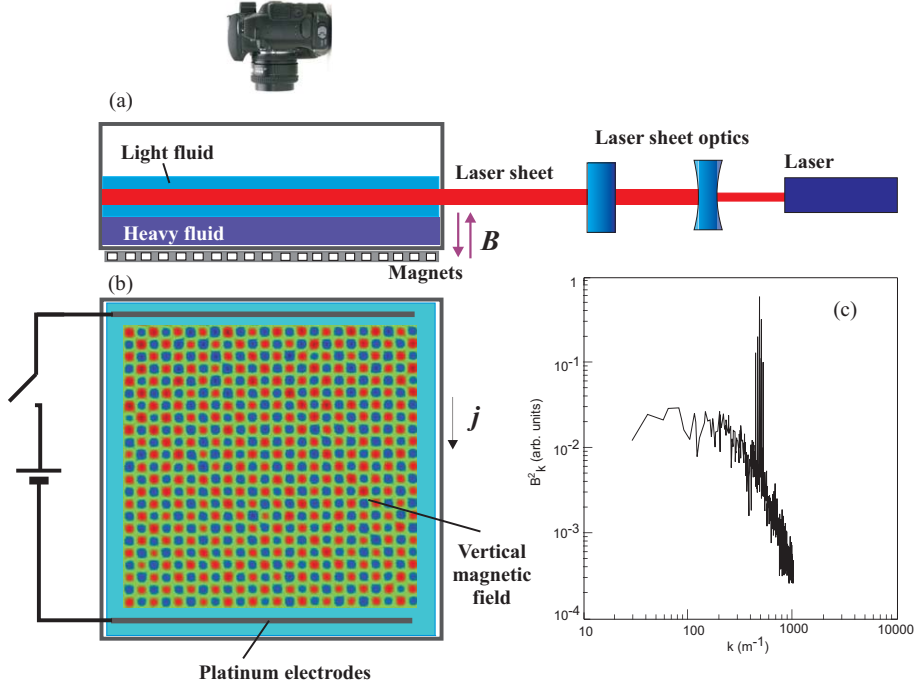 (a)
Light fluid
Laser sheet
Laser sheet optics
Laser
Heavy fluid
B
Magnets
(b)
j
Vertical
magnetic
field
Platinum electrodes
(c)
1
10^-1
10^-2
10^-3
10^-4
B^2_k (arb. units)
10
100
1000
10000
k (m^-1)